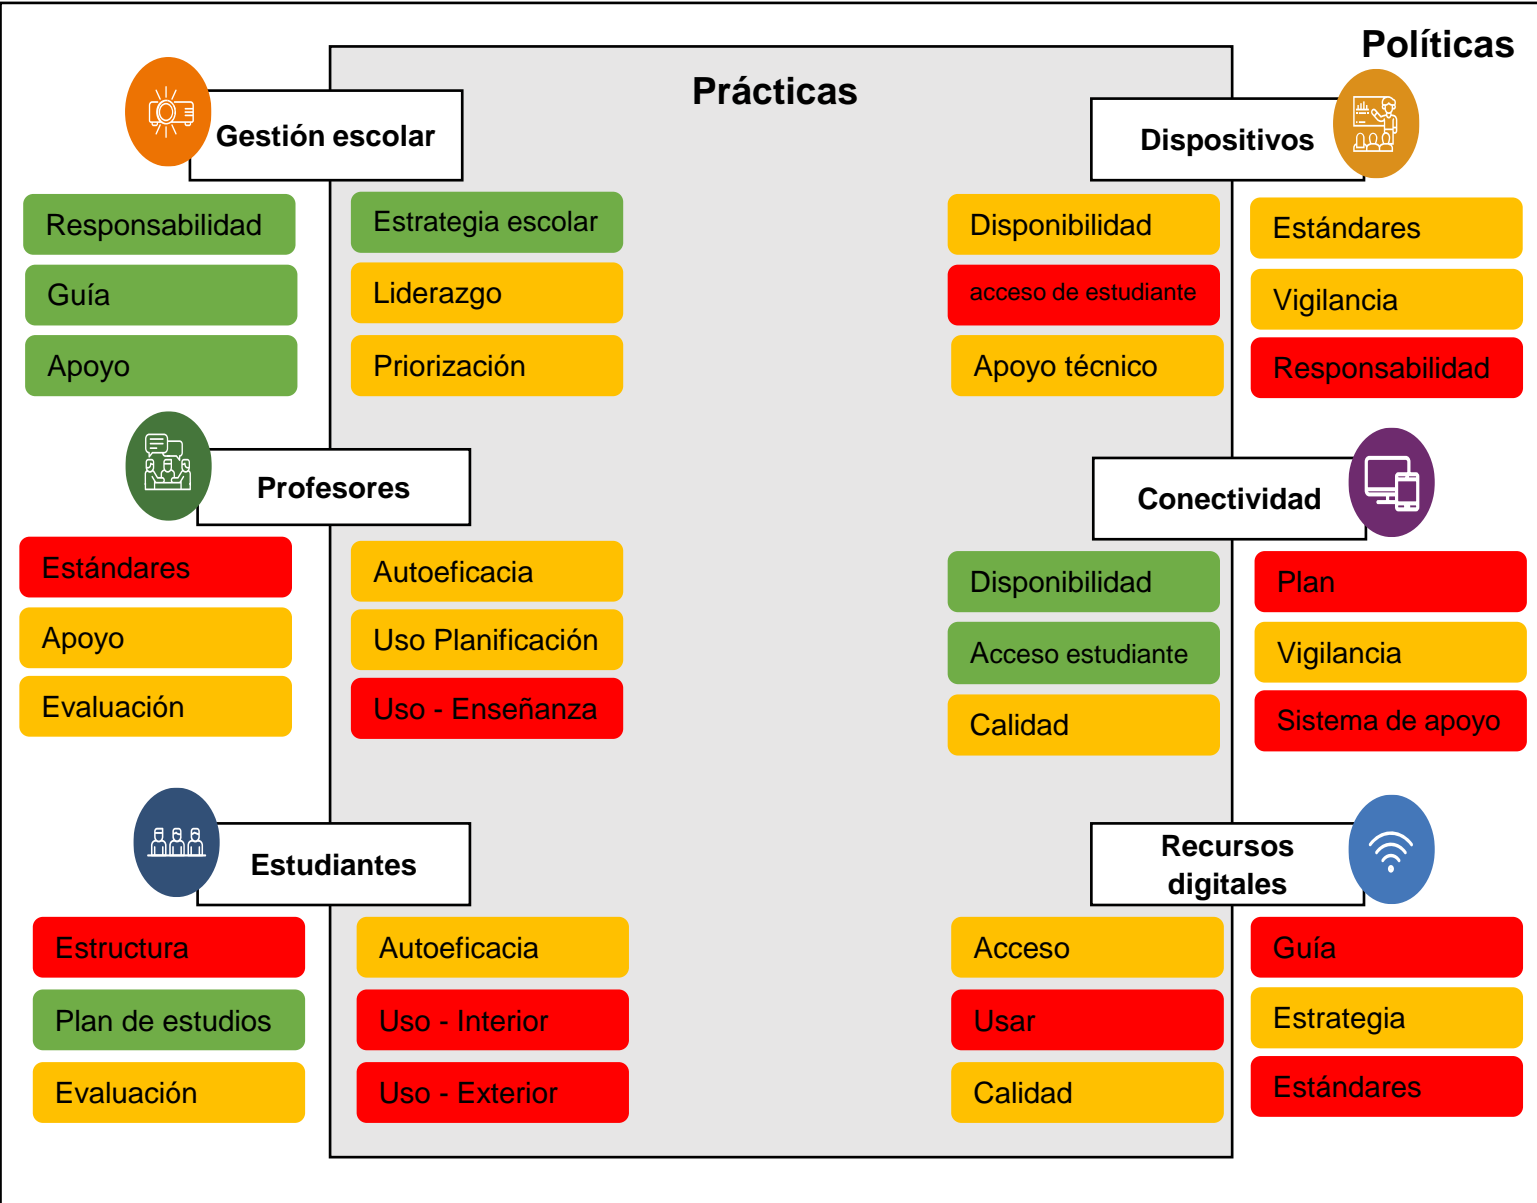 Políticas
Prácticas
Gestión escolar
Responsabilidad
Guía
Apoyo
Estrategia escolar
Liderazgo
Priorización
Dispositivos
Disponibilidad
acceso de estudiante
Apoyo técnico
Estándares
Vigilancia
Responsabilidad
Profesores
Estándares
Apoyo
Evaluación
Autoeficacia
Uso Planificación
Uso - Enseñanza
Conectividad
Disponibilidad
Acceso estudiante
Calidad
Plan
Vigilancia
Sistema de apoyo
Estudiantes
Estructura
Plan de estudios
Evaluación
Autoeficacia
Uso - Interior
Uso - Exterior
Recursos
digitales
Acceso
Usar
Calidad
Guía
Estrategia
Estándares